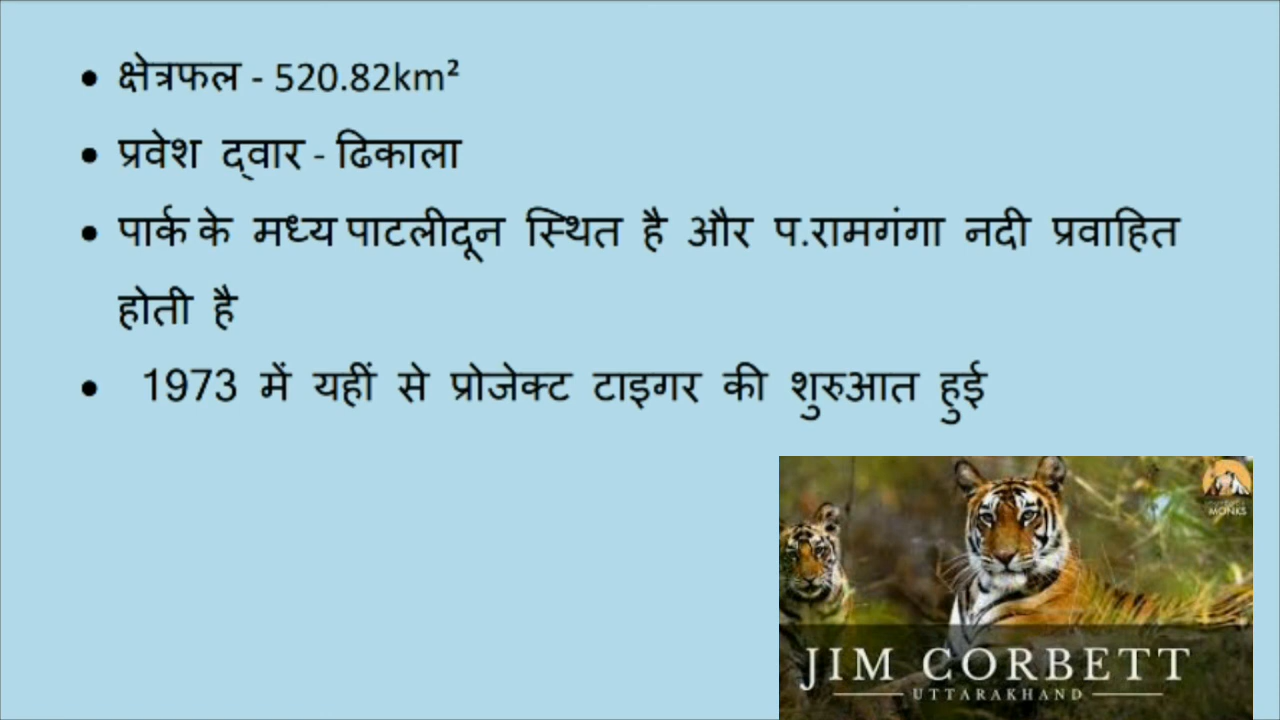 • क्षेत्रफल - 520.82km²
• प्रवेश द्वार - ढिकाला
• पार्क के मध्य पाटलीदून स्थित है और प.रामगंगा नदी प्रवाहित
होती है
• 1973 में यहीं से प्रोजेक्ट टाइगर की शुरुआत हुई
MONKS
JIM CORBETT
UTTARAKHAND